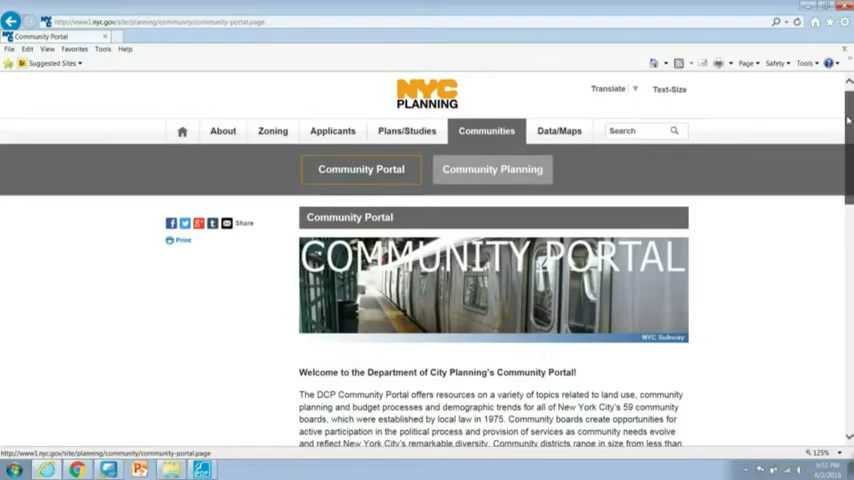 http://www1.nyc.gov/site/planning/community/community-portal.page
Community Portal
File Edit View Favorites Tools Help
Suggested Sites
Page Safety Tools
NYC
PLANNING
Translate
Text-Size
About
Zoning
Applicants
Plans/Studies
Communities
Data/Maps
Search
Community Portal
Community Planning
Share
Print
Community Portal
COMMUNITY PORTAL
NYC Subway
Welcome to the Department of City Planning's Community Portal!
The DCP Community Portal offers resources on a variety of topics related to land use, community
planning and budget processes and demographic trends for all of New York City's 59 community
boards, which were established by local law in 1975. Community boards create opportunities for
active participation in the political process and provision of services as community needs evolve
and reflect New York City's remarkable diversity. Community districts range in size from less than
http://www1.nyc.gov/site/planning/community/community-portal.page
125%
6:51 PM
6/2/2016